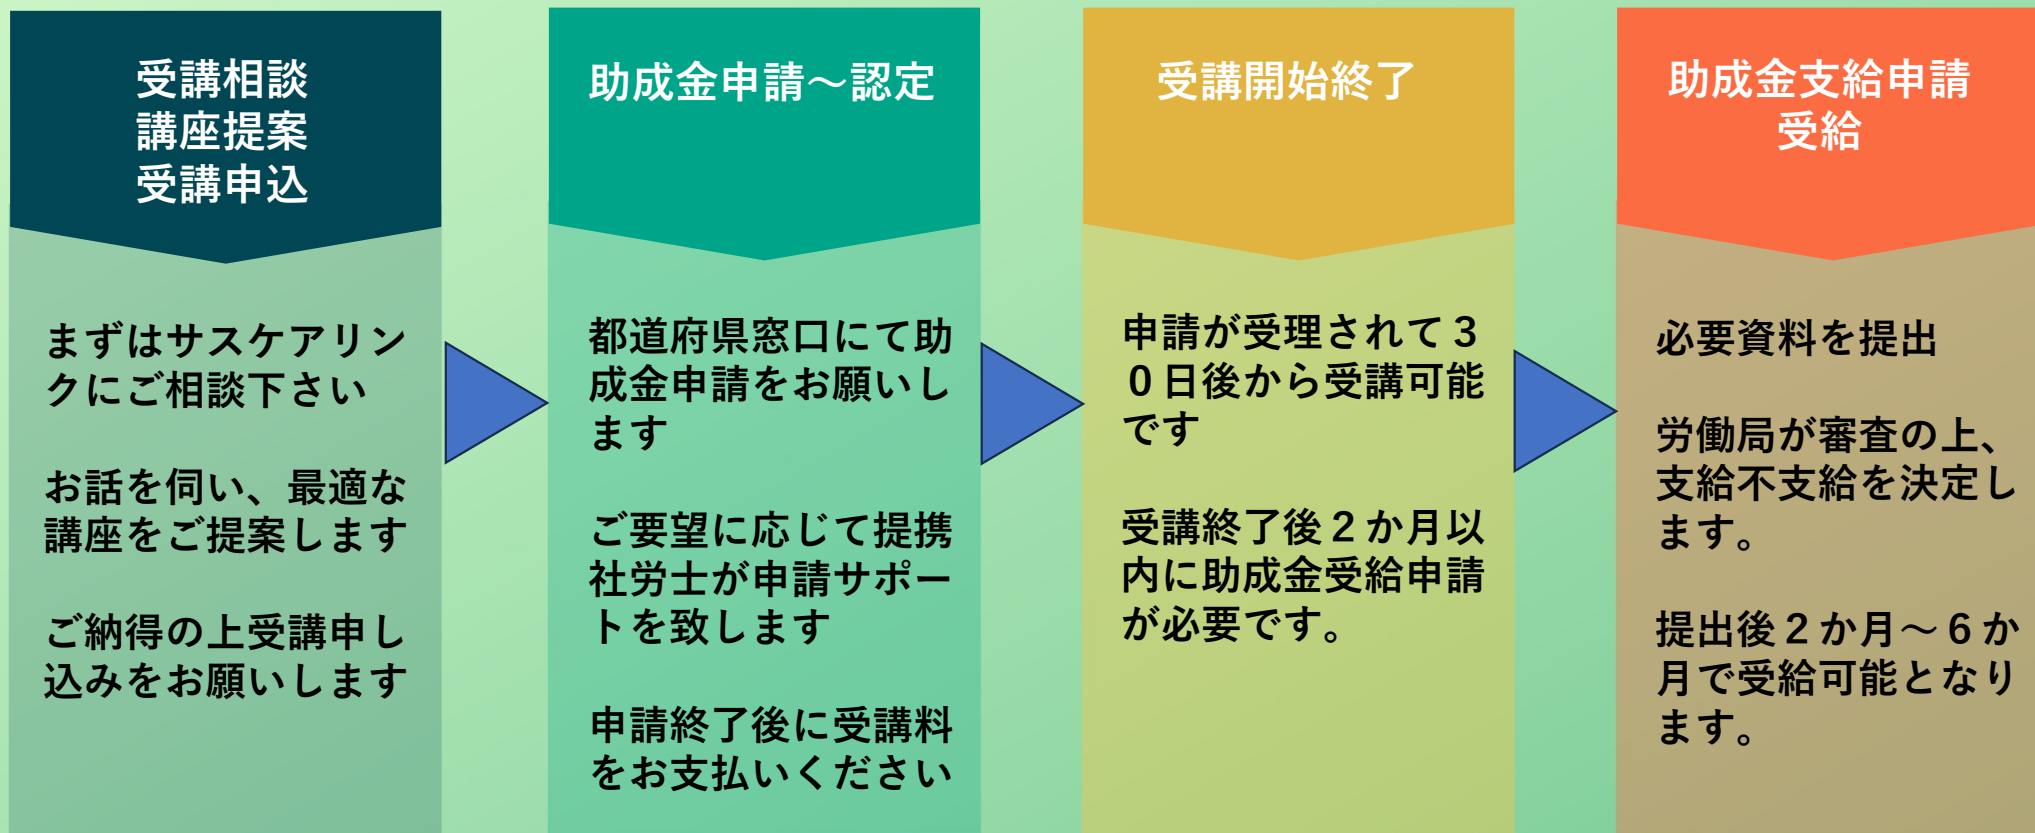 受講相談
講座提案
受講申込
まずはサスケアリン
クにご相談下さい
お話を伺い、最適な
講座をご提案します
ご納得の上受講申し
込みをお願いします
助成金申請～認定
都道府県窓口にて助
成金申請をお願いし
ます
ご要望に応じて提携
社労士が申請サポー
トを致します
申請終了後に受講料
をお支払いください
受講開始終了
申請が受理されて３
０日後から受講可能
です
受講終了後２か月以
内に助成金受給申請
が必要です。
助成金支給申請
受給
必要資料を提出
労働局が審査の上、
支給不支給を決定し
ます。
提出後２か月～６か
月で受給可能となり
ます。